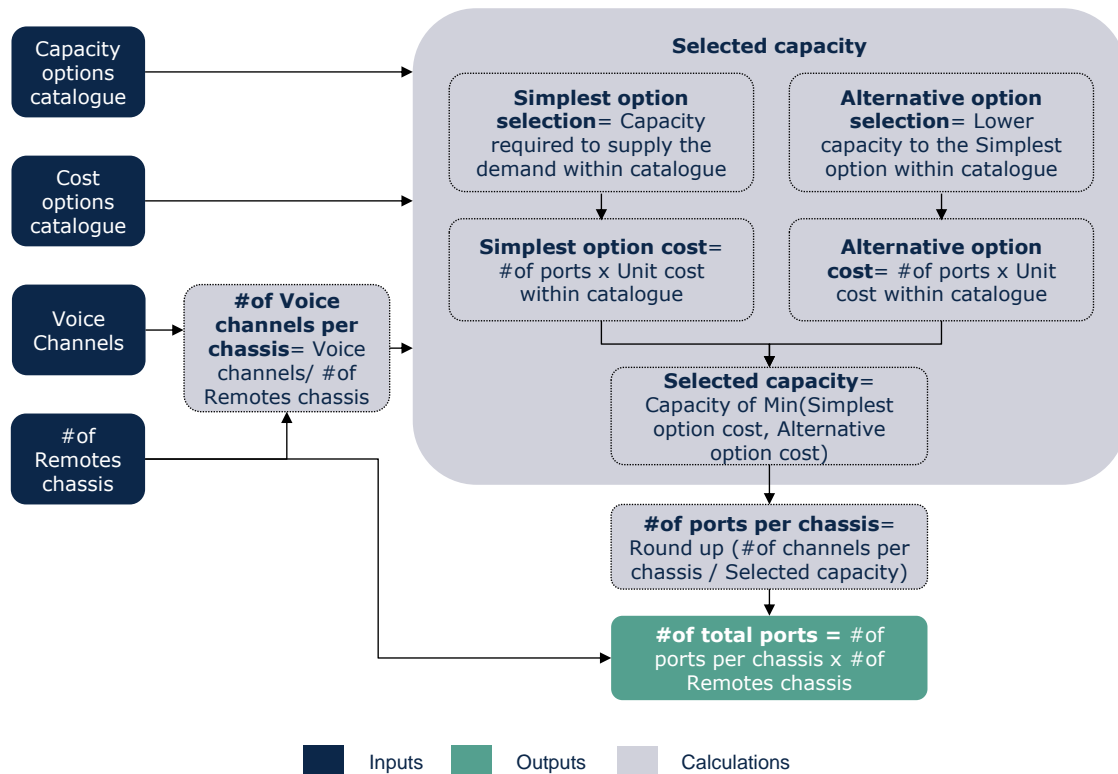 Capacity
options
catalogue
Cost
options
catalogue
Voice
Channels
#of
Remotes
chassis
#of Voice
channels per
chassis= Voice
channels/ #of
Remotes chassis
Selected capacity
Simplest option
selection= Capacity
required to supply the
demand within catalogue
Alternative option
selection= Lower
capacity to the Simplest
option within catalogue
Simplest option cost=
#of ports x Unit cost
within catalogue
Alternative option
cost= #of ports x Unit
cost within catalogue
Selected capacity=
Capacity of Min(Simplest
option cost, Alternative
option cost)
#of ports per chassis=
Round up (#of channels per
chassis / Selected capacity)
#of total ports = #of
ports per chassis x #of
Remotes chassis
Inputs
Outputs
Calculations